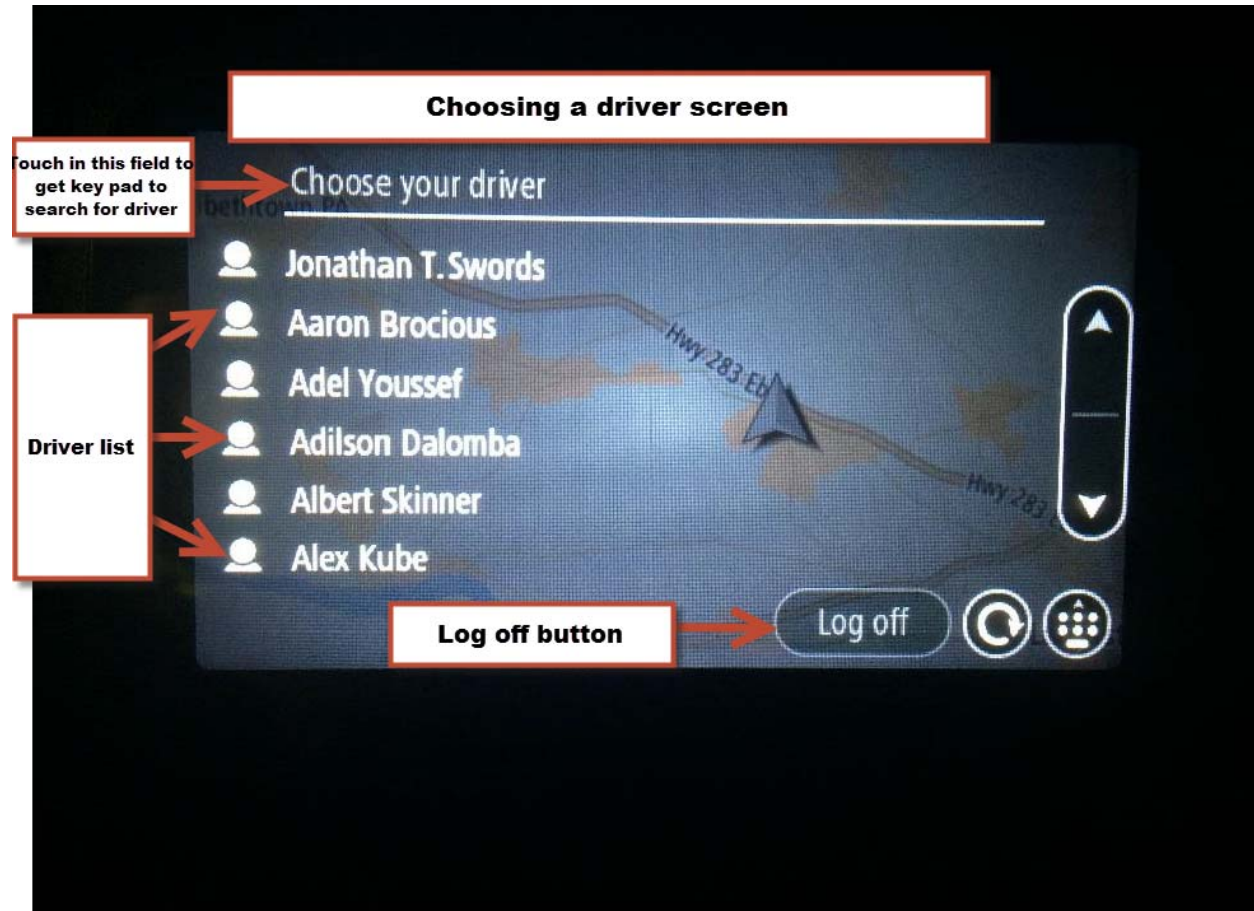 Choosing a driver screen
Touch in this field to
get key pad to
search for driver
Choose your driver
bethtown PA
Jonathan T. Swords
Aaron Brocious
Adel Youssef
Adilson Dalomba
Albert Skinner
Alex Kube
Driver list
Hwy 283 Eb
Hwy 283
Log off button
Log off